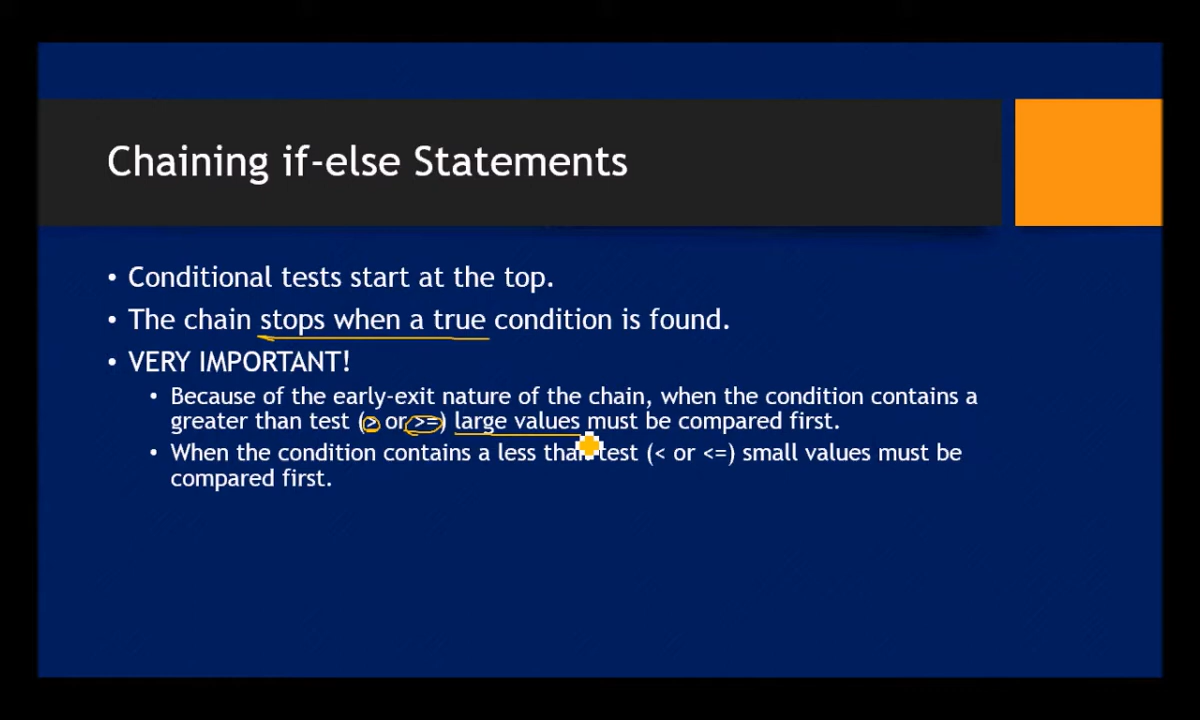 Chaining if-else Statements
• Conditional tests start at the top.
• The chain stops when a true condition is found.
• VERY IMPORTANT!
• Because of the early-exit nature of the chain, when the condition contains a
greater than test (> or >=) large values must be compared first.
• When the condition contains a less than test (< or <=) small values must be
compared first.